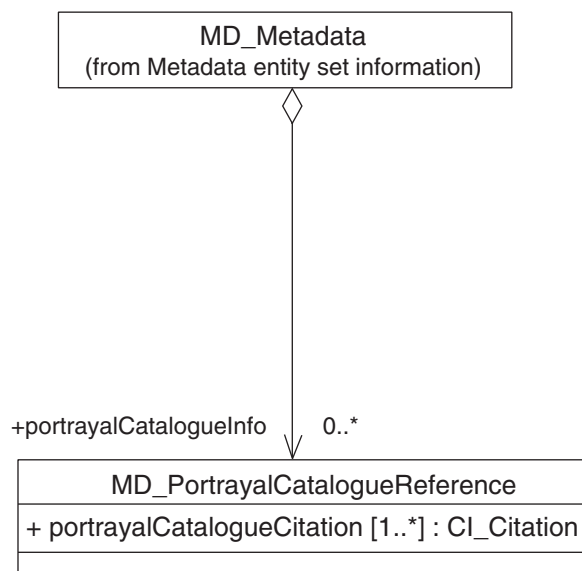 MD_Metadata
(from Metadata entity set information)
+portrayalCatalogueInfo 0..*
MD_PortrayalCatalogueReference
+ portrayalCatalogueCitation [1..*] : CI_Citation